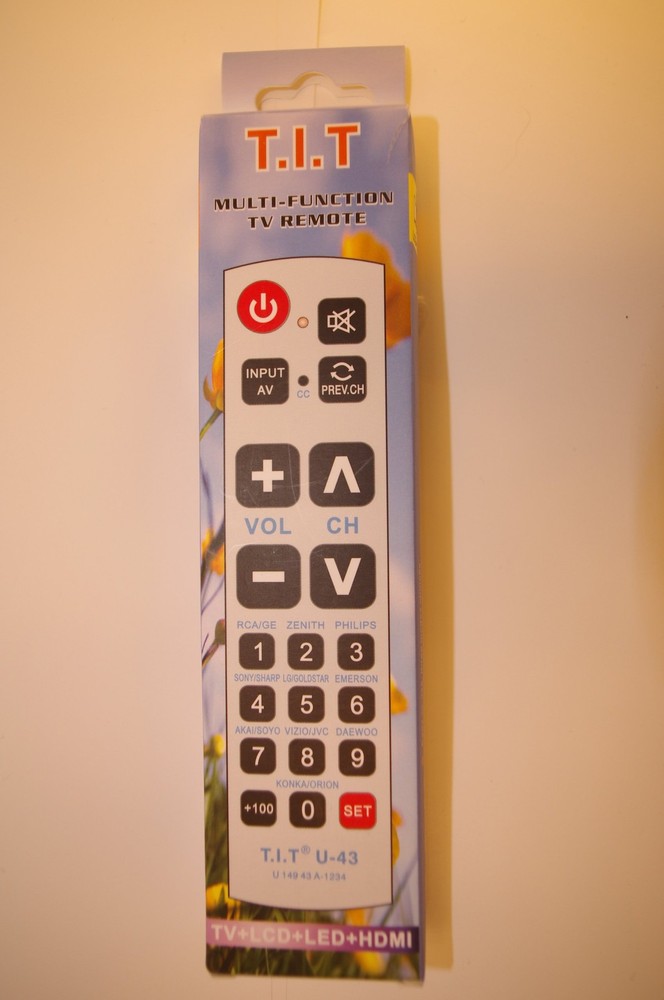 T.I.T
MULTI-FUNCTION
TV REMOTE
INPUT
AV
CC
PREV.CH
VOL CH
RCA/GE ZENITH PHILIPS
1 2 3
SONY/SHARP LG/GOLDSTAR EMERSON
4 5 6
AKAI/SOYO VIZIO/JVC DAEWOO
7 8 9
KONKA/ORION
+100 0 SET
T.I.T® U-43
U 149 43 A-1234
TV+LCD+LED+HDMI